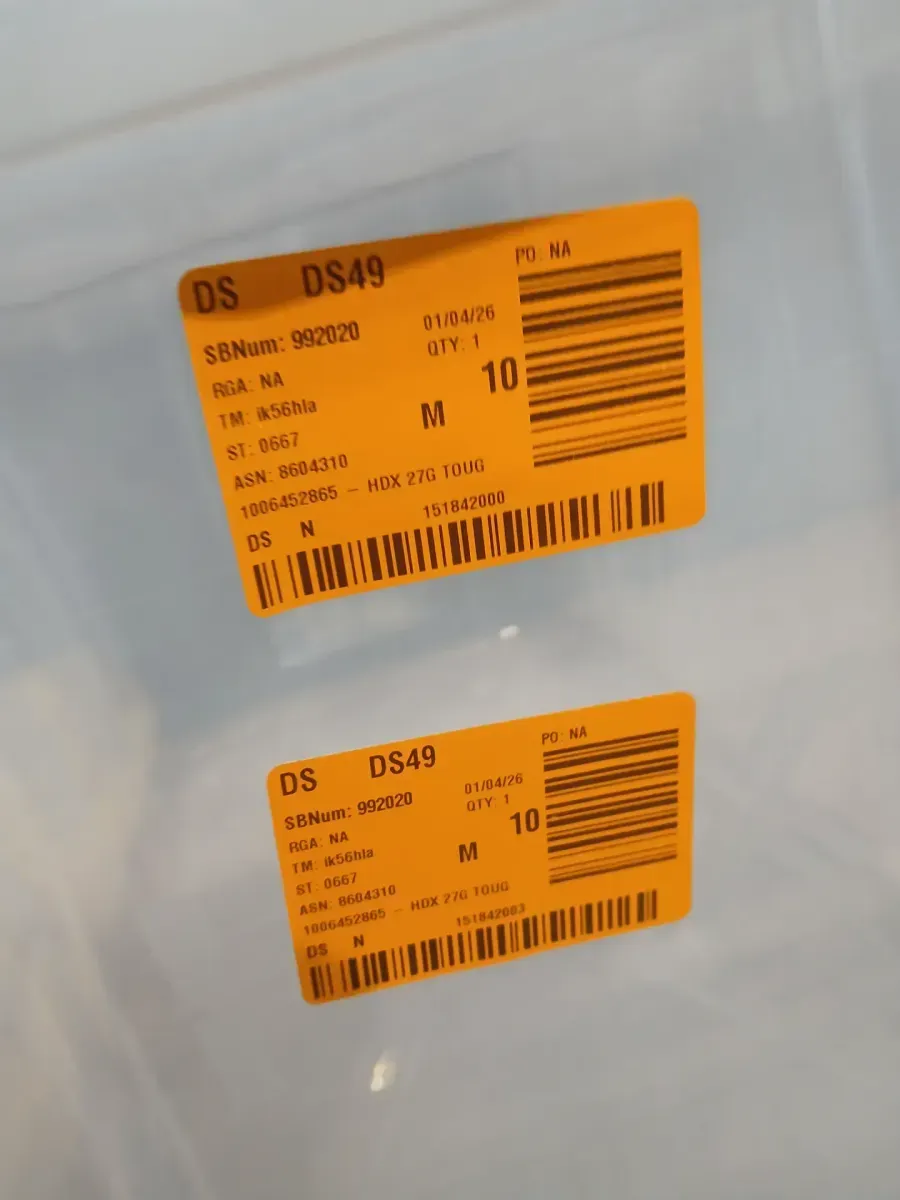 DS DS49
PO: NA
SBNum: 992020
01/04/26
RGA: NA
QTY: 1
TM: ik56hla
10
ST: 0667
M
ASN: 8604310
1006452865 - HDX 27G TOUG
DS N
151842000
DS DS49
PO: NA
SBNum: 992020
01/04/26
RGA: NA
QTY: 1
TM: ik56hla
10
ST: 0667
M
ASN: 8604310
1006452865 - HDX 27G TOUG
DS N
151842003